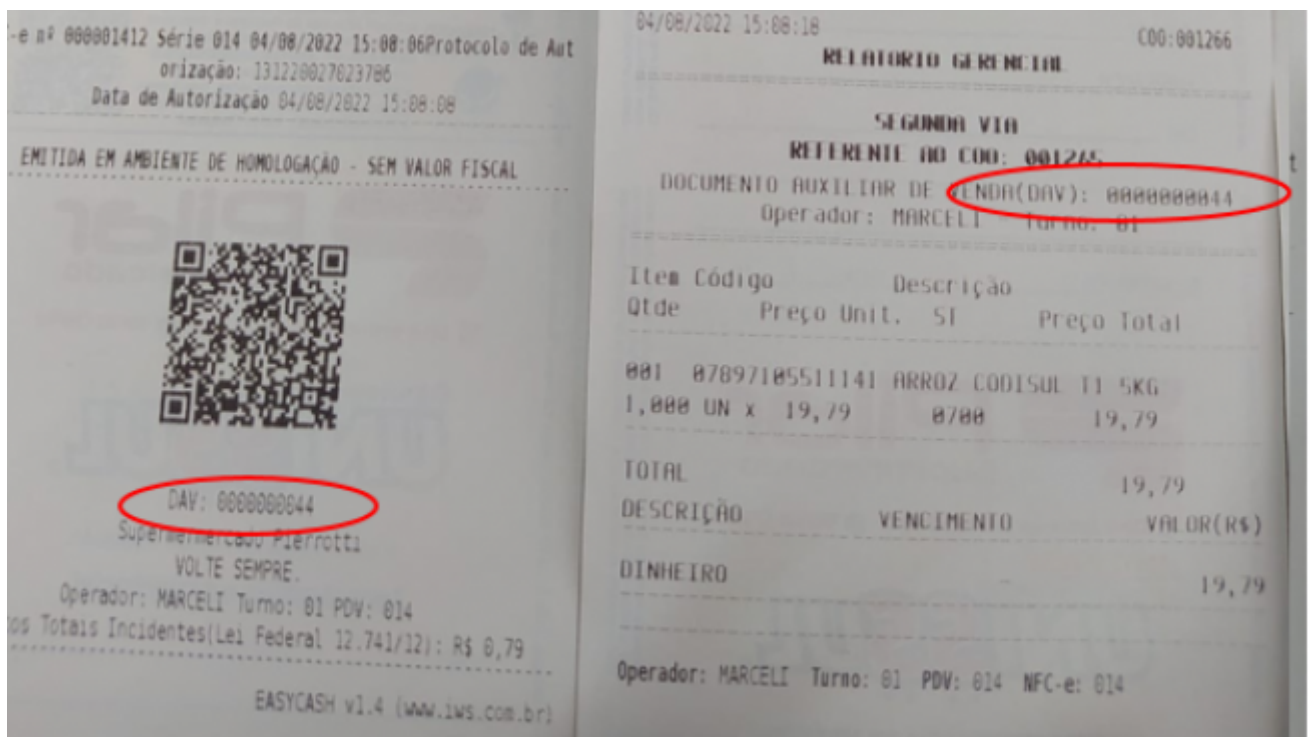 -e nº 000001412 Série 014 04/08/2022 15:08:06Protocolo de Aut
orização: 131220027023786
Data de Autorização 04/08/2022 15:08:08
EMITIDA EM AMBIENTE DE HOMOLOGAÇÃO - SEM VALOR FISCAL
DAV: 0000000044
Supermermercado Pierrotti
VOLTE SEMPRE.
Operador: MARCELI Turno: 01 PDV: 014
os Totais Incidentes(Lei Federal 12.741/12): R$ 0,79
EASYCASH v1.4 (www.iws.com.br)
04/08/2022 15:08:18 COO:001266
RELATORIO GERENCIAL
SEGUNDA VIA
REFERENTE AO COO: 001265
DOCUMENTO AUXILIAR DE VENDA(DAV): 0000000044
Operador: MARCELI Turno: 01
Item Código Descrição
Qtde Preço Unit. ST Preço Total
001 07897105511141 ARROZ CODISUL T1 5KG
1,000 UN x 19,79 0700 19,79
TOTAL 19,79
DESCRIÇÃO VENCIMENTO VALOR(R$)
DINHEIRO 19,79
Operador: MARCELI Turno: 01 PDV: 014 NFC-e: 014